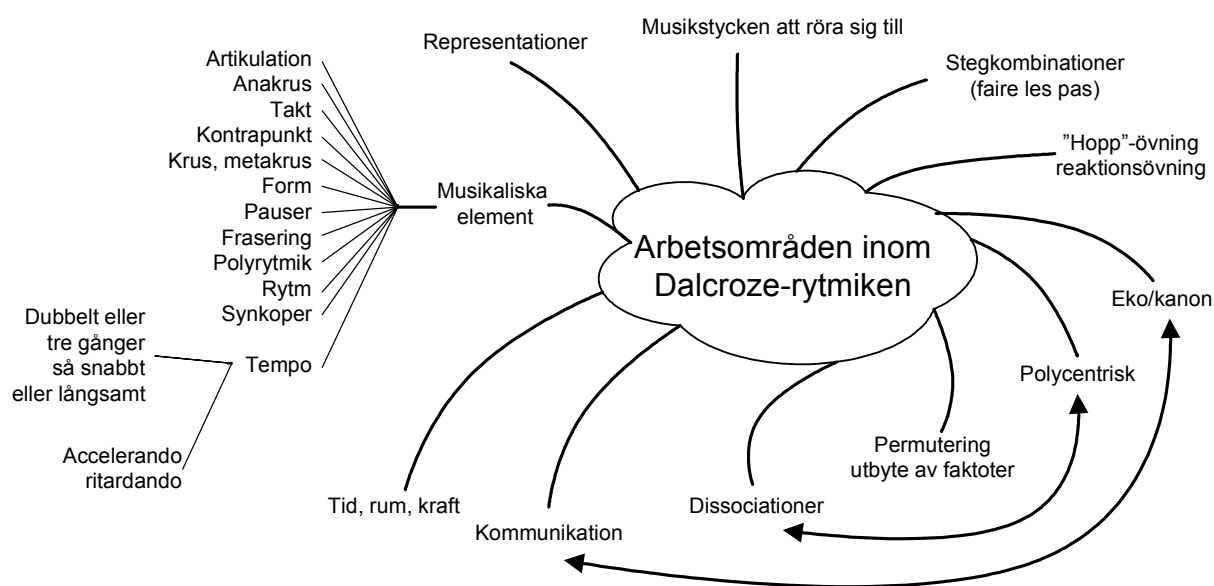 Musikstycken att röra sig till
Representationer
Stegkombinationer
(faire les pas)
”Hopp”-övning
reaktionsövning
Artikulation
Anakrus
Takt
Kontrapunkt
Krus, metakrus
Form
Pauser
Frasering
Polyrytmik
Rytm
Synkoper
Tempo
Musikaliska
element
Dubbelt eller
tre gånger
så snabbt
eller långsamt
Accelerando
ritardando
Arbetsområden inom
Dalcroze-rytmiken
Eko/kanon
Polycentrisk
Permutering
utbyte av faktoter
Dissociationer
Kommunikation
Tid, rum, kraft